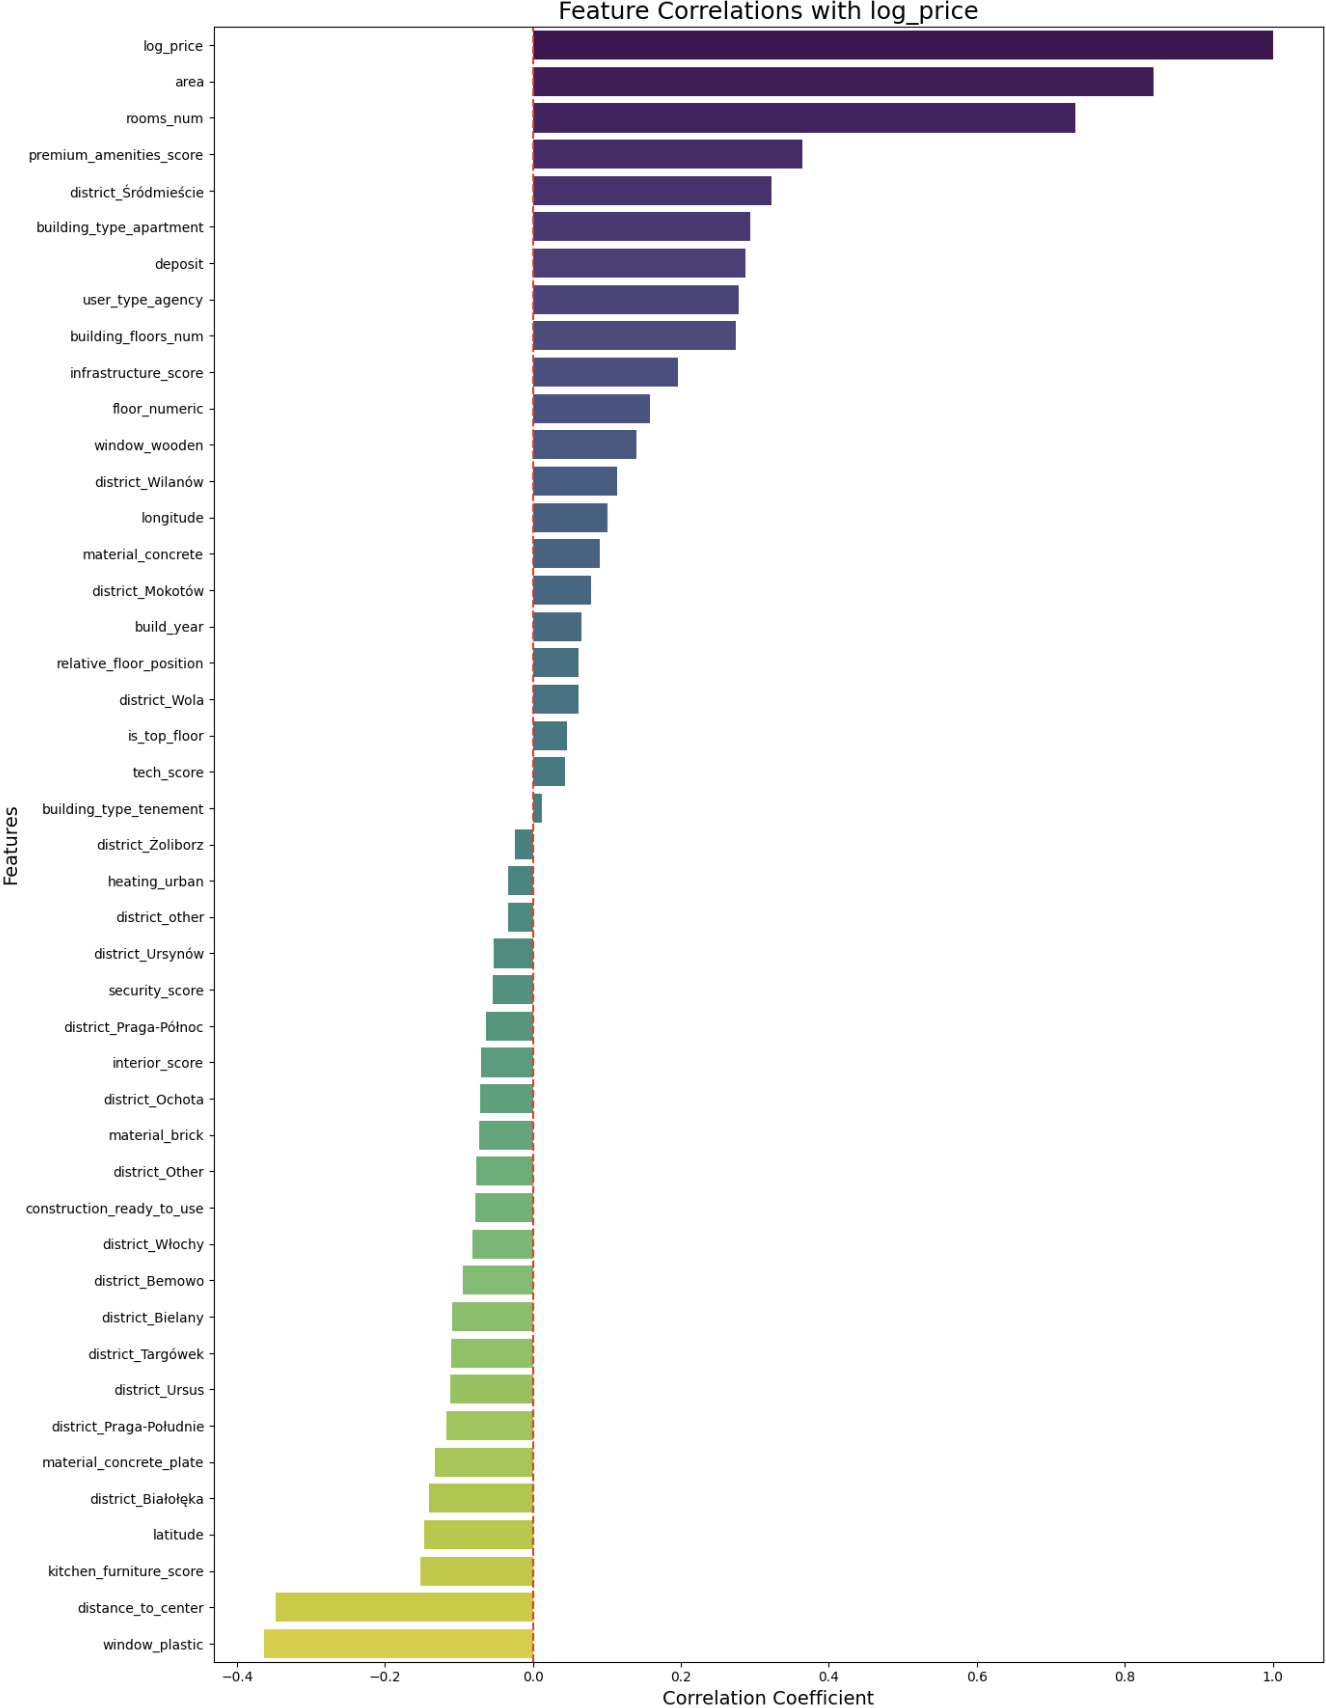 Feature Correlations with log_price
log_price
area
rooms_num
premium_amenities_score
district_Śródmieście
building_type_apartment
deposit
user_type_agency
building_floors_num
infrastructure_score
floor_numeric
window_wooden
district_Wilanów
longitude
material_concrete
district_Mokotów
build_year
relative_floor_position
district_Wola
is_top_floor
tech_score
building_type_tenement
district_Żoliborz
heating_urban
district_other
district_Ursynów
security_score
district_Praga-Północ
interior_score
district_Ochota
material_brick
district_Other
construction_ready_to_use
district_Włochy
district_Bemowo
district_Bielany
district_Targówek
district_Ursus
district_Praga-Południe
material_concrete_plate
district_Białołęka
latitude
kitchen_furniture_score
distance_to_center
window_plastic
Features
−0.4 −0.2 0.0 0.2 0.4 0.6 0.8 1.0
Correlation Coefficient